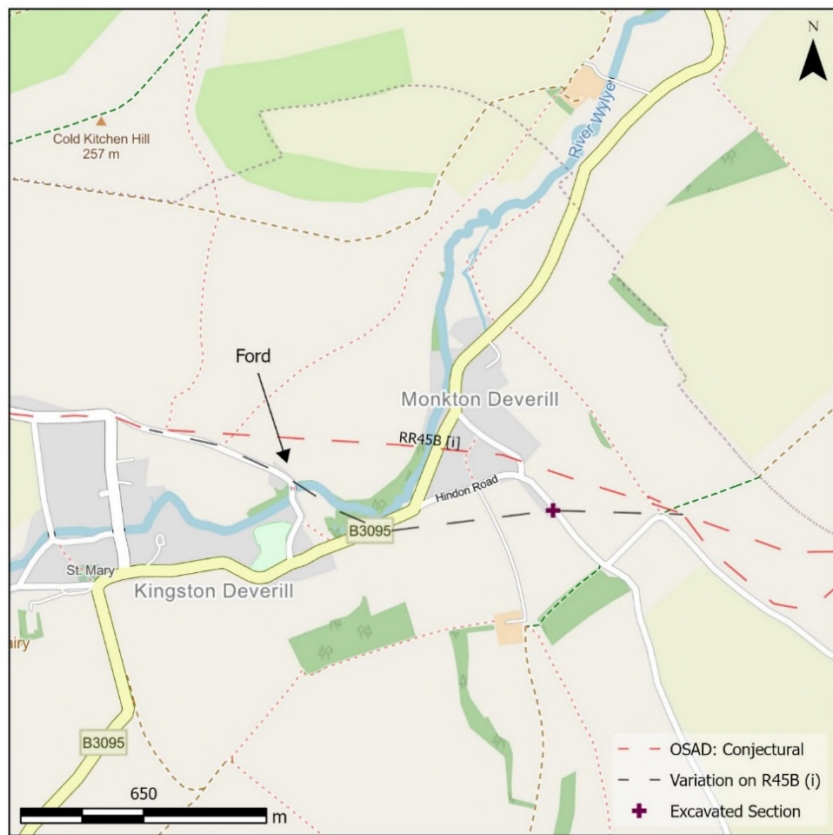 N
Cold Kitchen Hill
257 m
River Wylye
Ford
Monkton Deverill
RR45B [i]
Hindon Road
B3095
St. Mary
Kingston Deverill
airy
B3095
650
m
OSAD: Conjectural
Variation on R45B (i)
Excavated Section